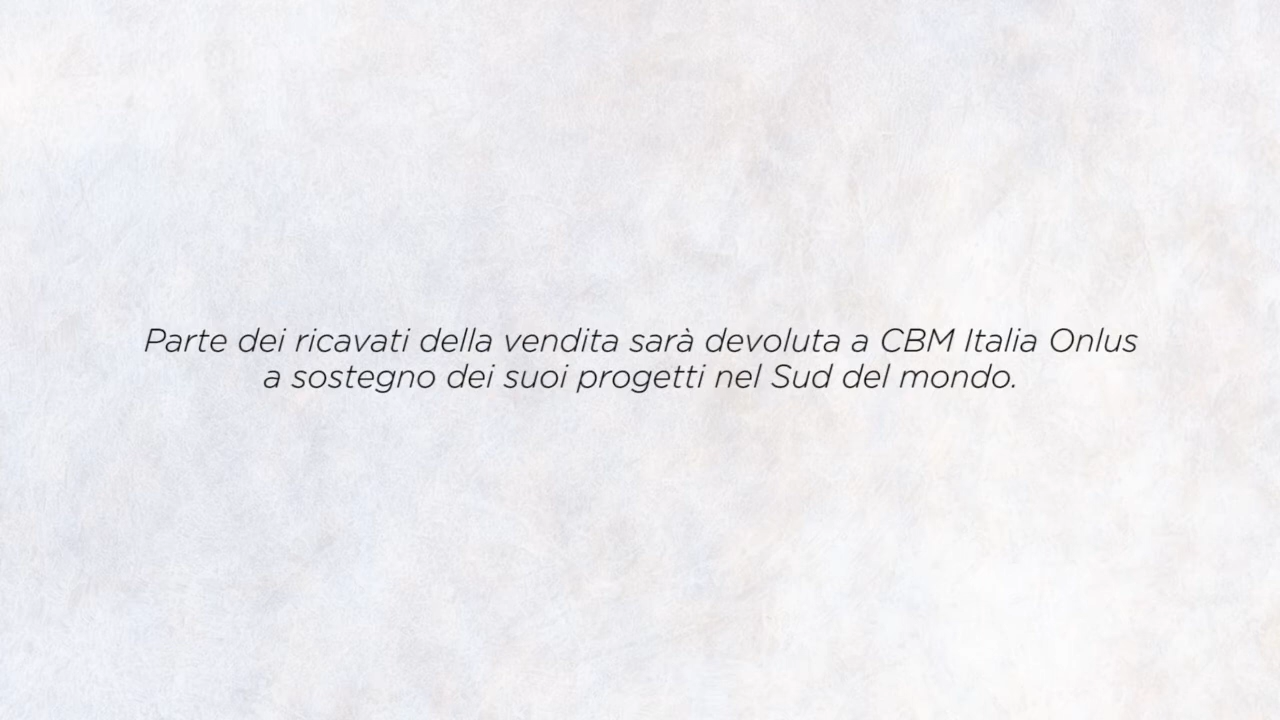 Parte dei ricavati della vendita sarà devoluta a CBM Italia Onlus
a sostegno dei suoi progetti nel Sud del mondo.